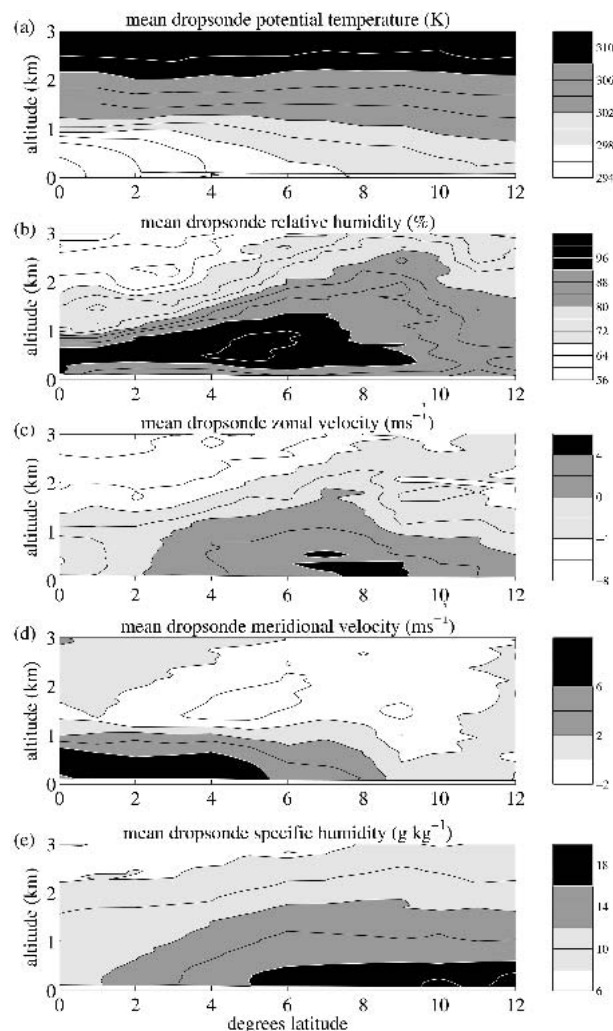 (a) mean dropsonde potential temperature (K)
altitude (km)
3
2
1
0
0 2 4 6 8 10 12
310
306
302
298
294
(b) mean dropsonde relative humidity (%)
altitude (km)
3
2
1
0
0 2 4 6 8 10 12
96
88
80
72
64
56
(c) mean dropsonde zonal velocity (ms⁻¹)
altitude (km)
3
2
1
0
0 2 4 6 8 10 12
4
0
−4
−8
(d) mean dropsonde meridional velocity (ms⁻¹)
altitude (km)
3
2
1
0
0 2 4 6 8 10 12
6
2
−2
(e) mean dropsonde specific humidity (g kg⁻¹)
altitude (km)
3
2
1
0
0 2 4 6 8 10 12
degrees latitude
18
14
10
6